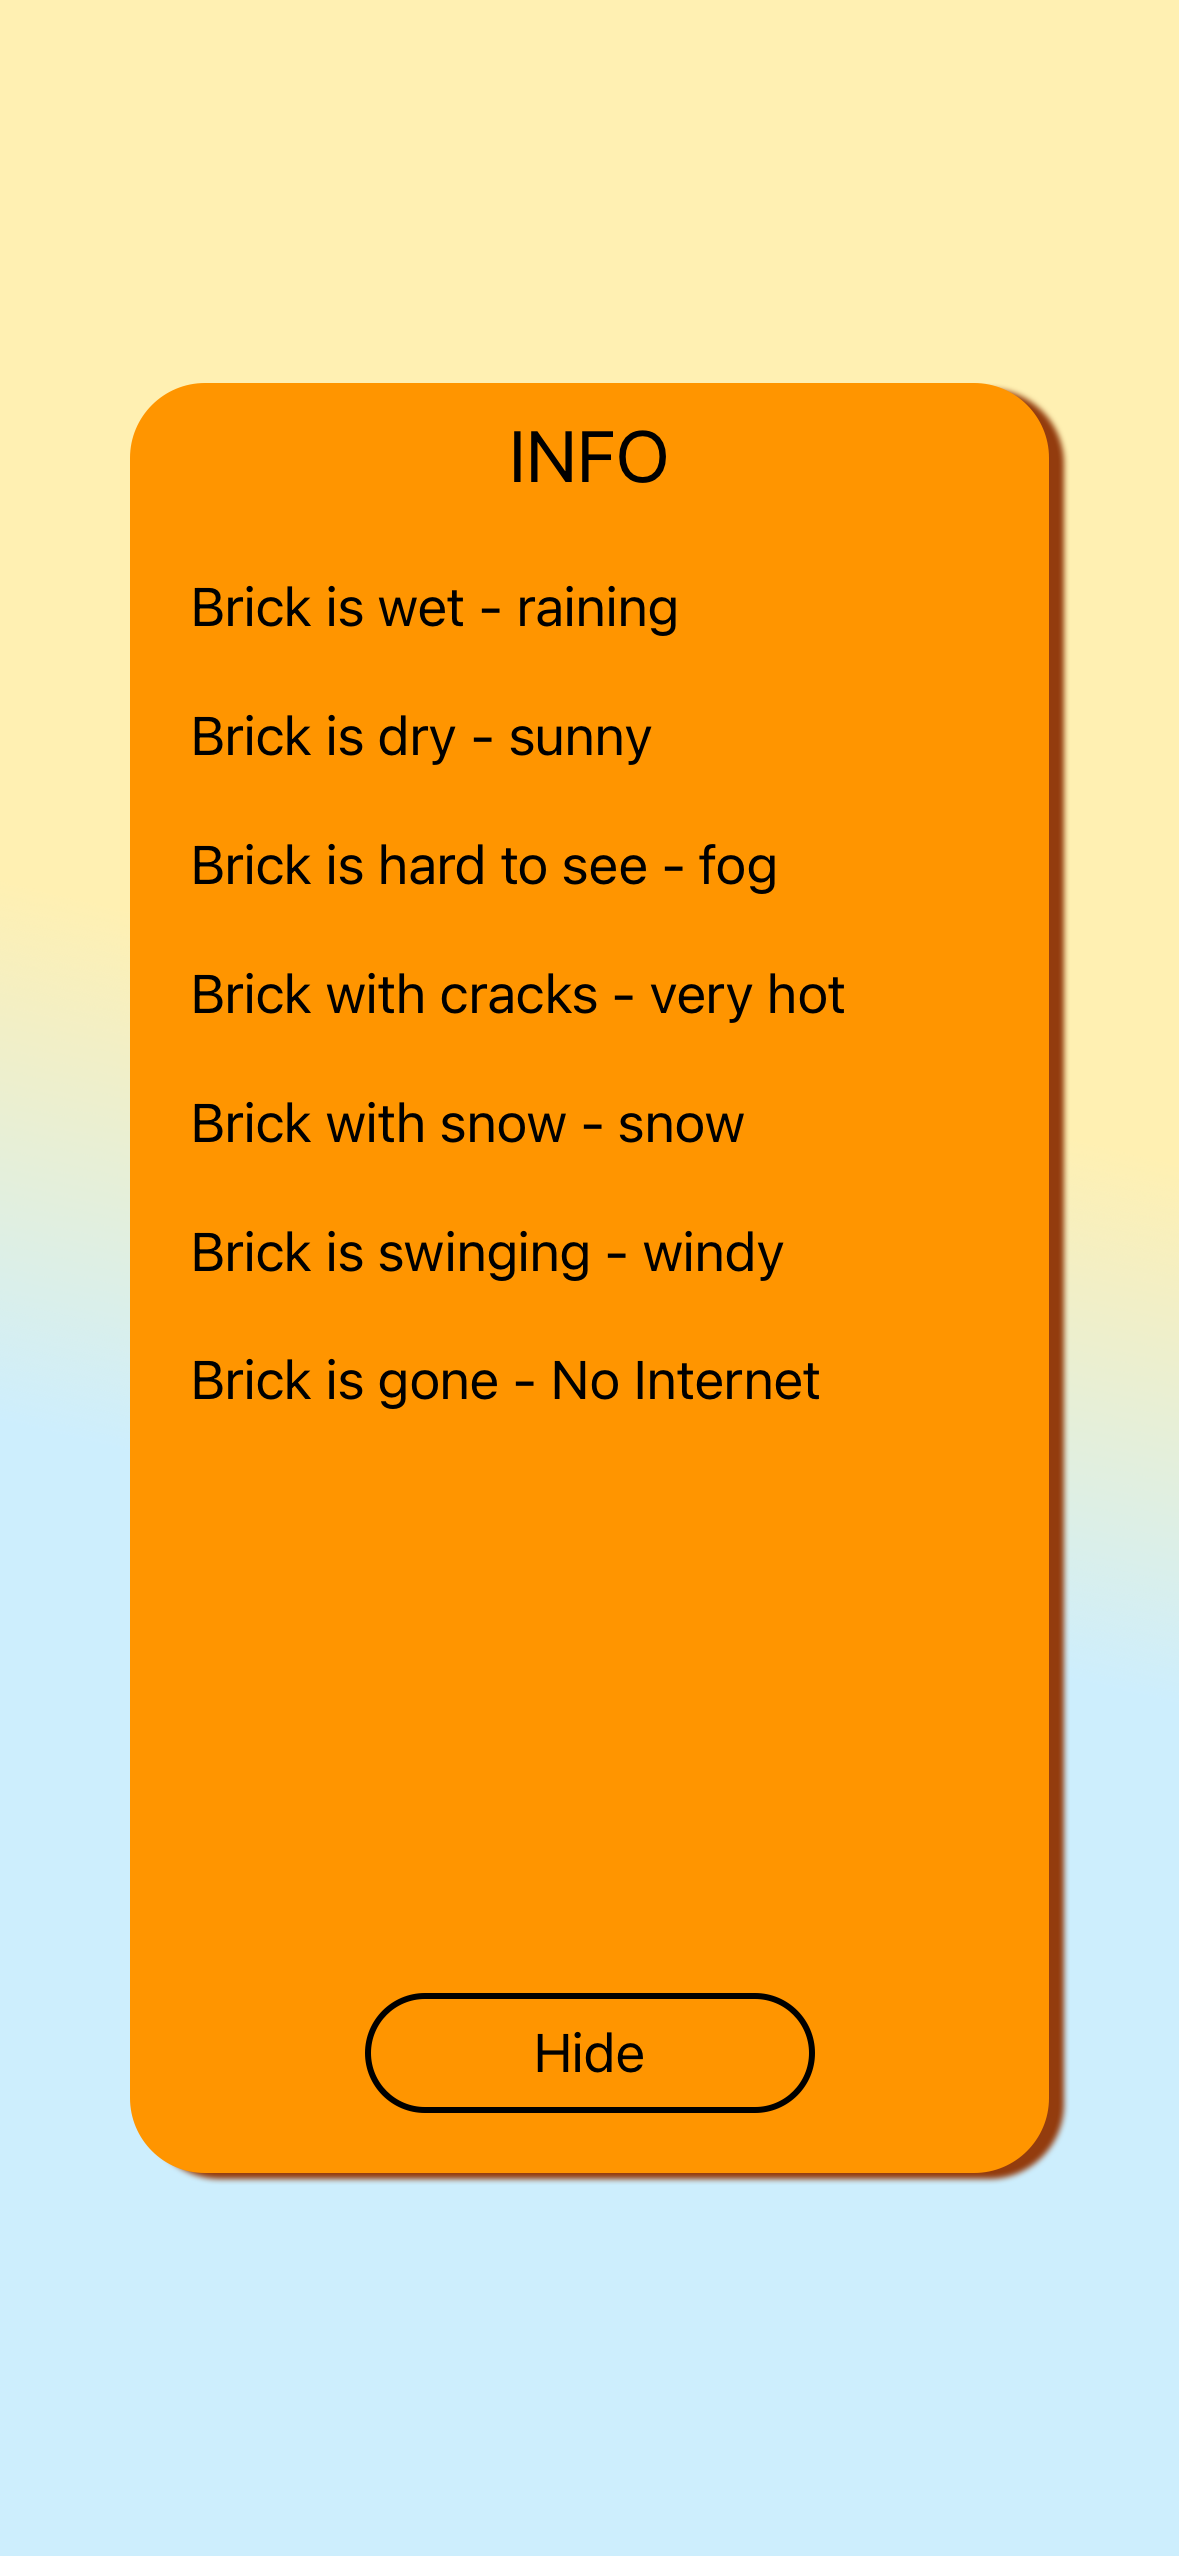 INFO
Brick is wet - raining
Brick is dry - sunny
Brick is hard to see - fog
Brick with cracks - very hot
Brick with snow - snow
Brick is swinging - windy
Brick is gone - No Internet
Hide